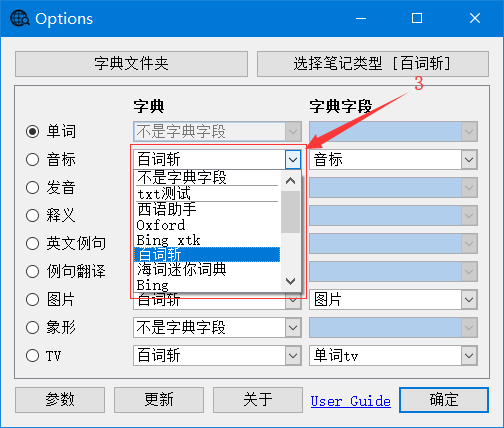 Options
字典文件夹 选择笔记类型 [百词斩]
3
字典 字典字段
单词 不是字典字段
音标 百词斩 音标
发音 不是字典字段
txt测试
释义 西语助手
Oxford
英文例句 Bing xtk
百词斩
例句翻译 海词迷你词典
Bing
图片 百词斩 图片
象形 不是字典字段
TV 百词斩 单词tv
参数 更新 关于 User Guide 确定